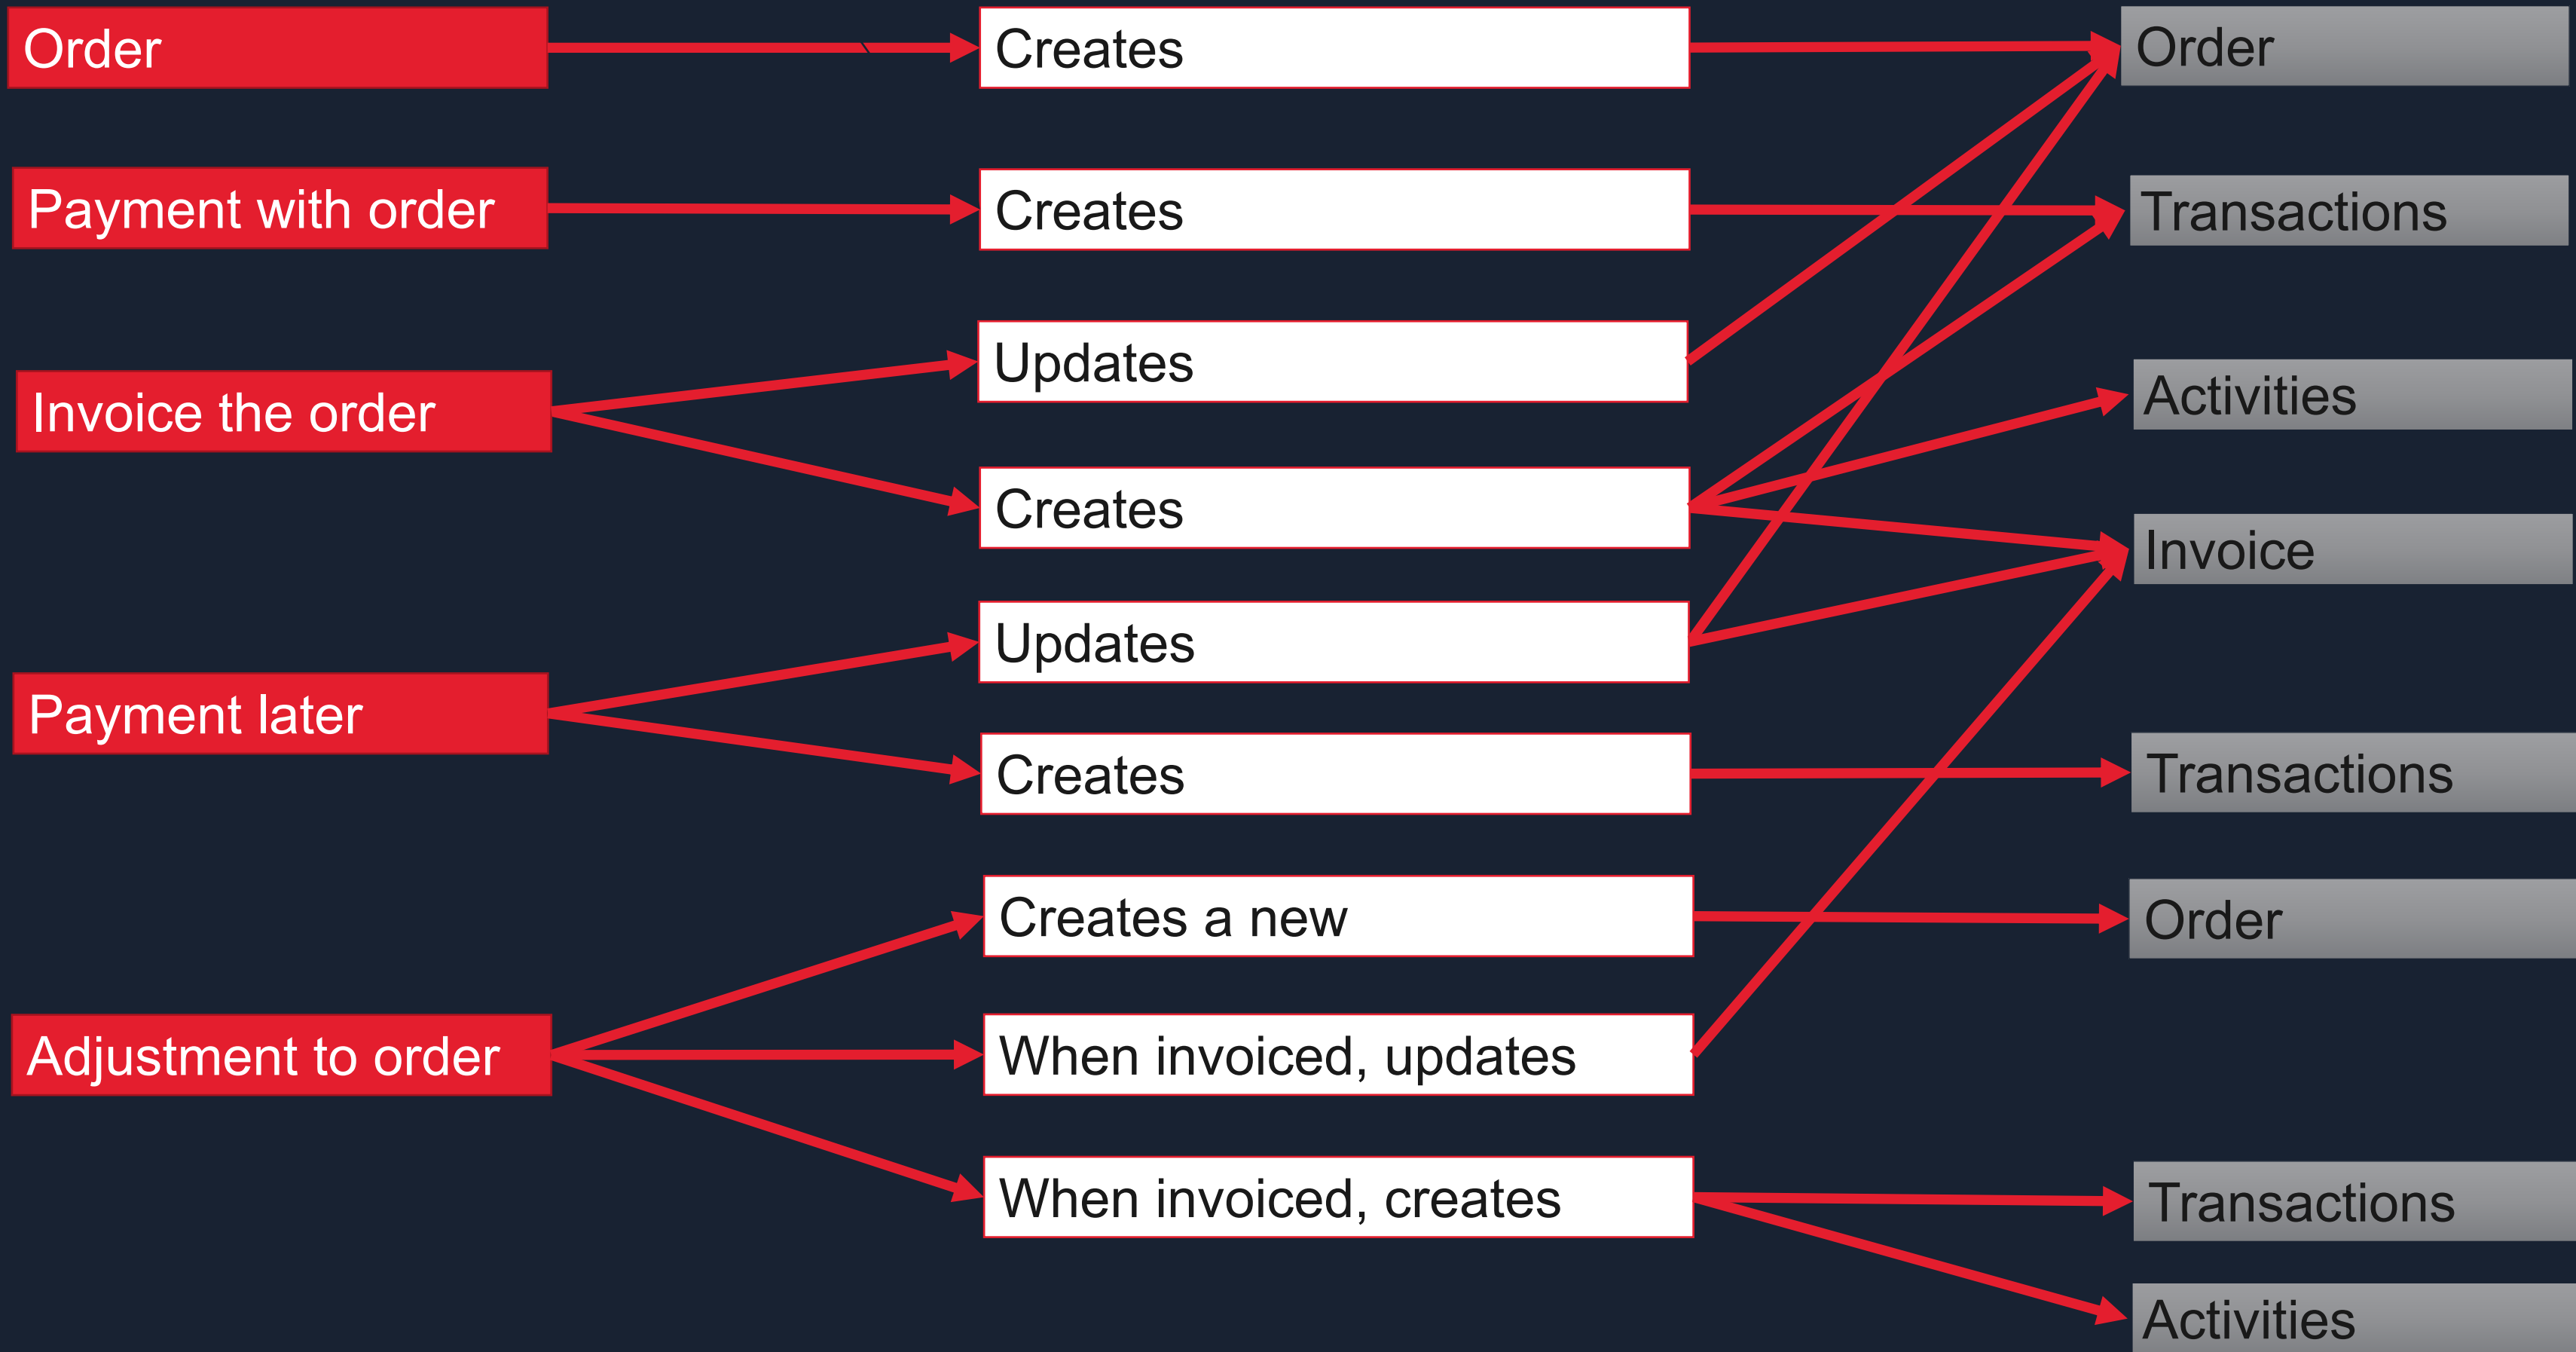 Order
Creates
Order
Payment with order
Creates
Transactions
Invoice the order
Updates
Creates
Activities
Invoice
Payment later
Updates
Creates
Transactions
Adjustment to order
Creates a new
Order
When invoiced, updates
When invoiced, creates
Transactions
Activities